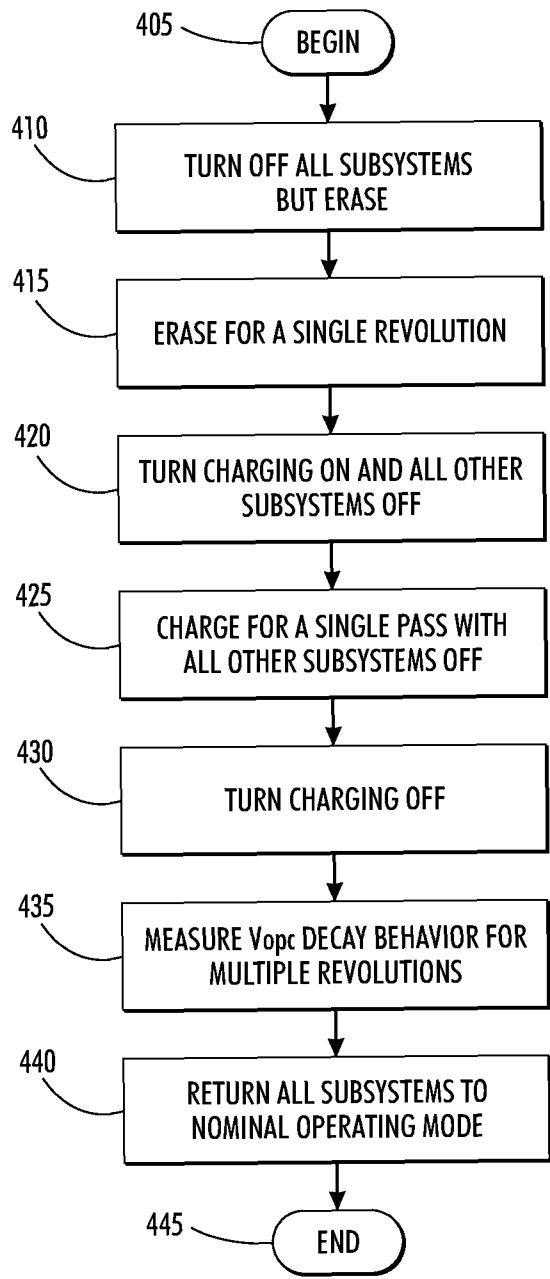 405
BEGIN
410
TURN OFF ALL SUBSYSTEMS
BUT ERASE
415
ERASE FOR A SINGLE REVOLUTION
420
TURN CHARGING ON AND ALL OTHER
SUBSYSTEMS OFF
425
CHARGE FOR A SINGLE PASS WITH
ALL OTHER SUBSYSTEMS OFF
430
TURN CHARGING OFF
435
MEASURE Vopc DECAY BEHAVIOR FOR
MULTIPLE REVOLUTIONS
440
RETURN ALL SUBSYSTEMS TO
NOMINAL OPERATING MODE
445
END